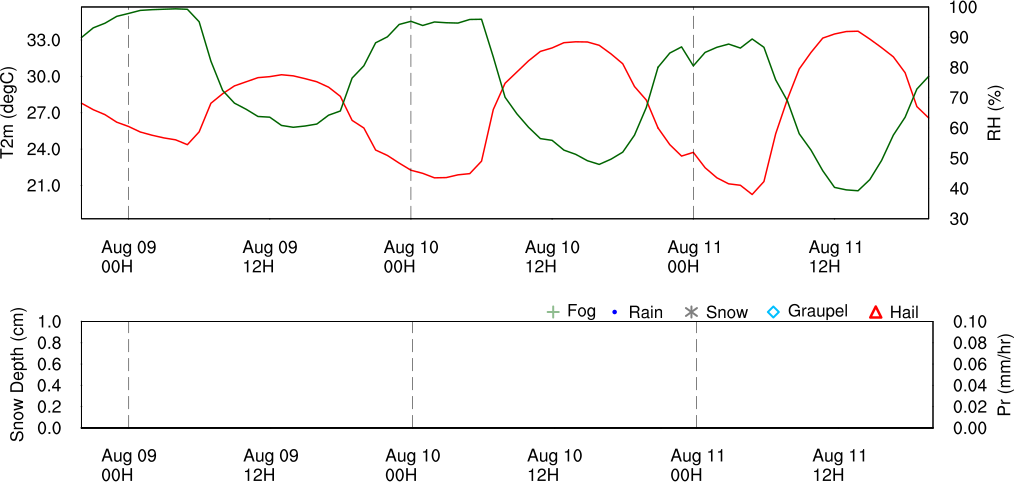 T2m (degC)
33.0
30.0
27.0
24.0
21.0
100
90
80
70
60
50
40
30
RH (%)
Aug 09 00H
Aug 09 12H
Aug 10 00H
Aug 10 12H
Aug 11 00H
Aug 11 12H
Fog Rain Snow Graupel Hail
Snow Depth (cm)
1.0
0.8
0.6
0.4
0.2
0.0
0.10
0.08
0.06
0.04
0.02
0.00
Pr (mm/hr)
Aug 09 00H
Aug 09 12H
Aug 10 00H
Aug 10 12H
Aug 11 00H
Aug 11 12H